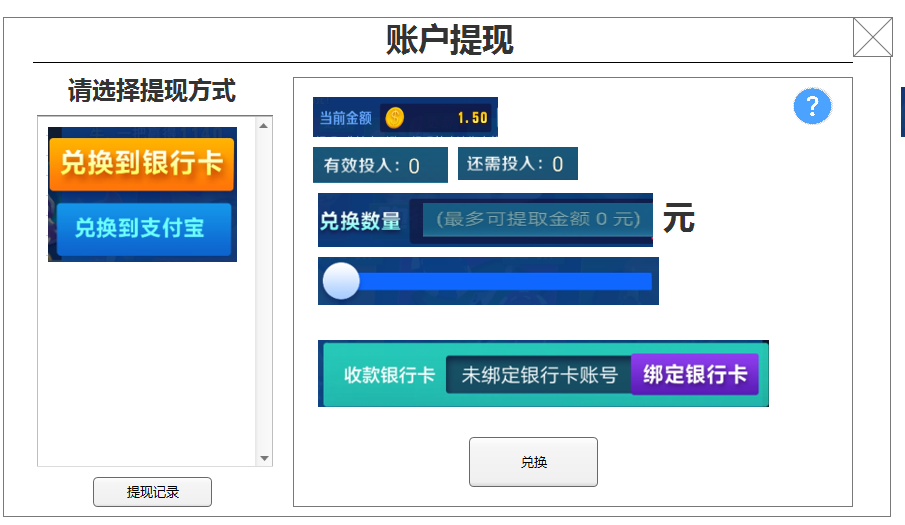 账户提现
请选择提现方式
兑换到银行卡
兑换到支付宝
提现记录
当前金额 1.50
?
有效投入：0 还需投入：0
兑换数量 (最多可提取金额 0 元) 元
收款银行卡 未绑定银行卡账号 绑定银行卡
兑换